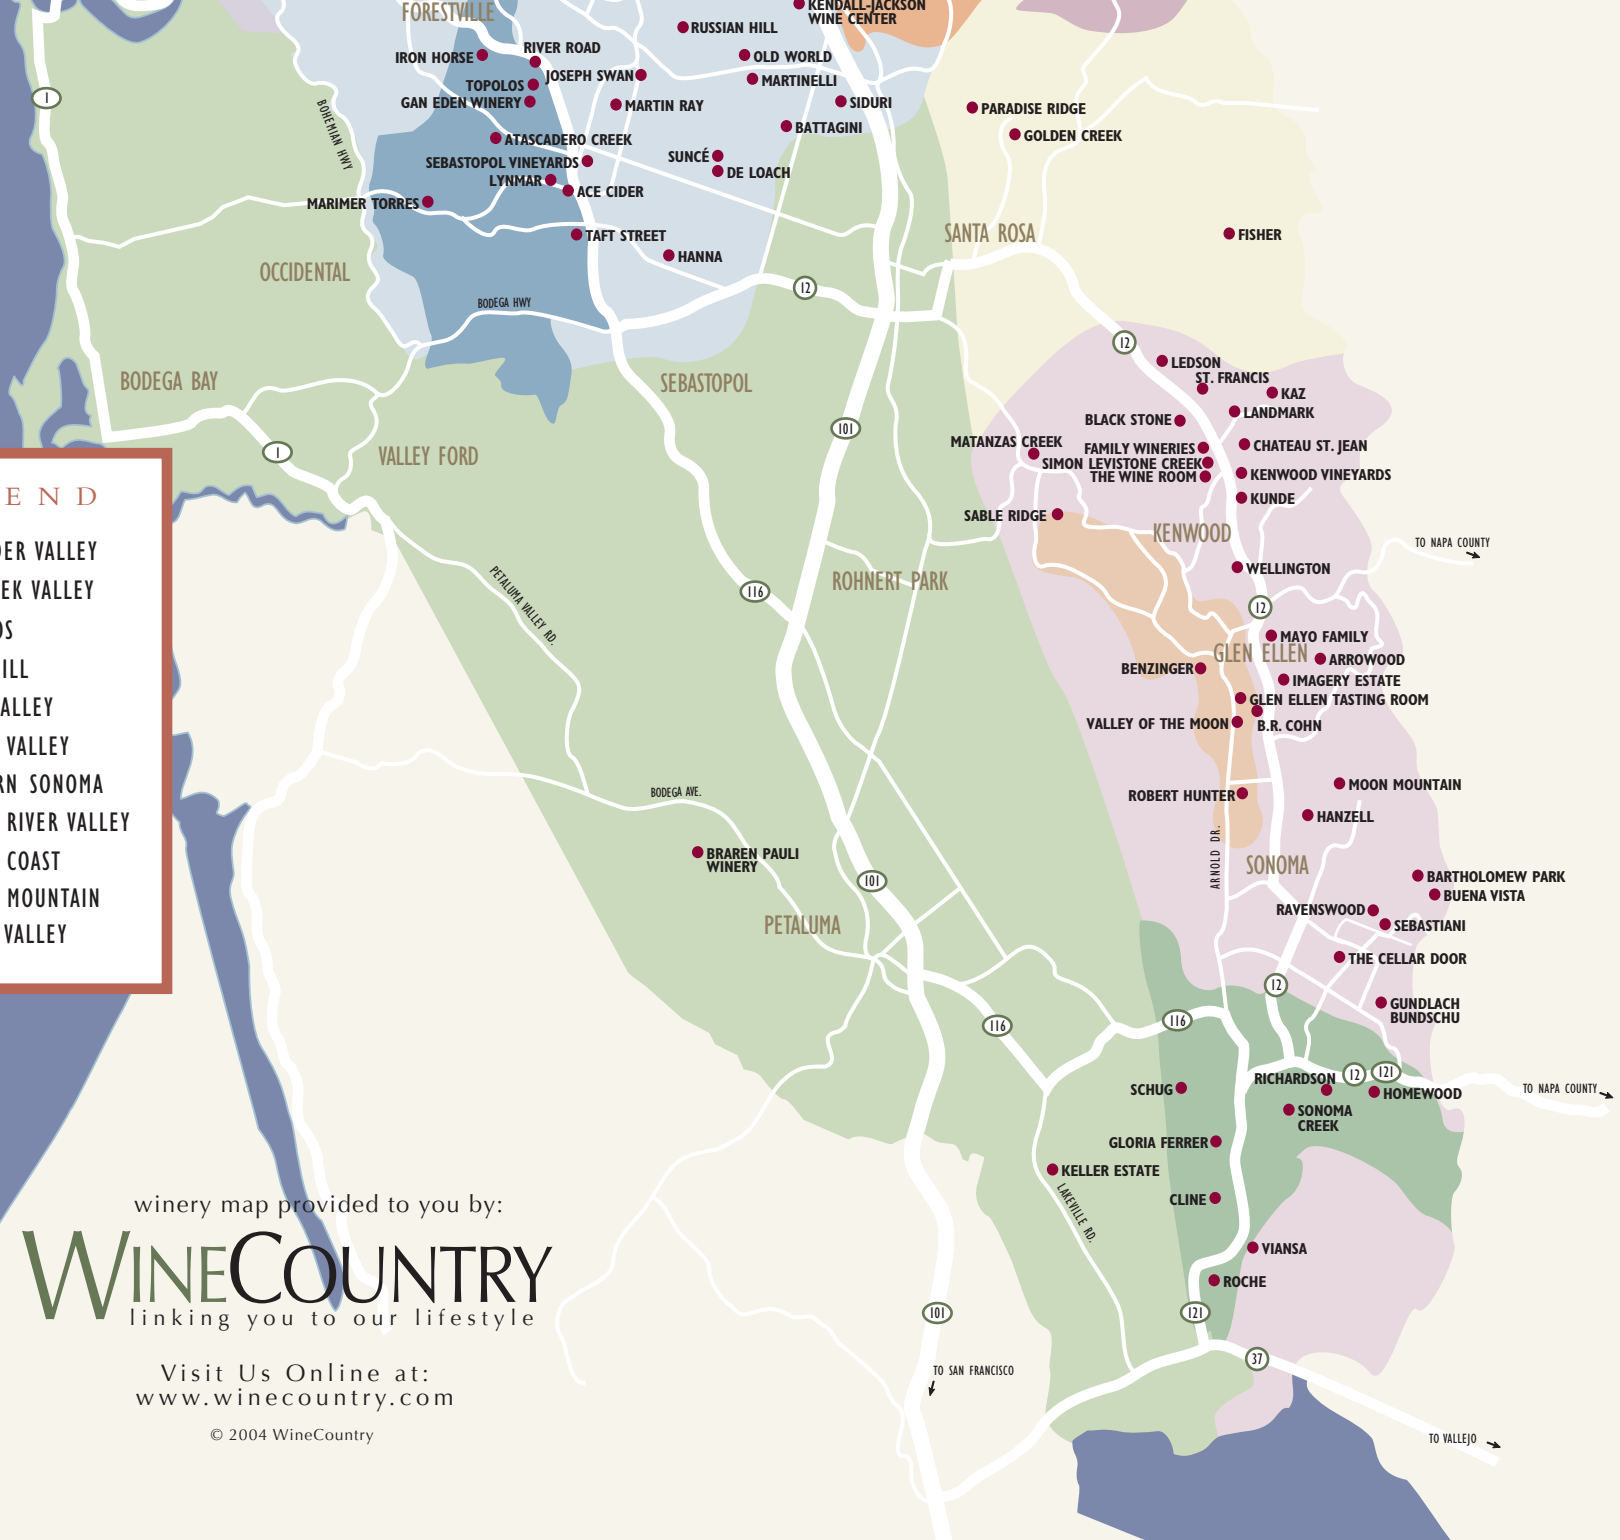 FORESTVILLE
KENDALL-JACKSON
WINE CENTER
RUSSIAN HILL
RIVER ROAD
IRON HORSE
OLD WORLD
JOSEPH SWAN
MARTINELLI
TOPOLOS
GAN EDEN WINERY
MARTIN RAY
SIDURI
PARADISE RIDGE
BATTAGINI
GOLDEN CREEK
ATASCADERO CREEK
SUNCÉ
SEBASTOPOL VINEYARDS
DE LOACH
LYNMAR
ACE CIDER
MARIMER TORRES
TAFT STREET
HANNA
SANTA ROSA
FISHER
1
BOHEMIAN HWY
OCCIDENTAL
BODEGA HWY
12
12
LEDSON
ST. FRANCIS
KAZ
LANDMARK
BLACK STONE
BODEGA BAY
SEBASTOPOL
101
MATANZAS CREEK
FAMILY WINERIES
CHATEAU ST. JEAN
SIMON LEVISTONE CREEK
THE WINE ROOM
KENWOOD VINEYARDS
KUNDE
1
VALLEY FORD
SABLE RIDGE
KENWOOD
TO NAPA COUNTY
WELLINGTON
PETALUMA VALLEY RD.
116
ROHNERT PARK
12
MAYO FAMILY
GLEN ELLEN
ARROWOOD
BENZINGER
IMAGERY ESTATE
GLEN ELLEN TASTING ROOM
VALLEY OF THE MOON
B.R. COHN
MOON MOUNTAIN
ROBERT HUNTER
HANZELL
BODEGA AVE.
BRAREN PAULI
WINERY
ARNOLD DR.
SONOMA
101
BARTHOLOMEW PARK
BUENA VISTA
RAVENSWOOD
SEBASTIANI
PETALUMA
THE CELLAR DOOR
12
GUNDLACH
BUNDSCHU
116
116
RICHARDSON
12
121
SCHUG
HOMEWOOD
TO NAPA COUNTY
SONOMA
CREEK
GLORIA FERRER
KELLER ESTATE
LAKEVILLE RD.
CLINE
VIANSA
ROCHE
101
121
37
TO SAN FRANCISCO
TO VALLEJO
END
DER VALLEY
EK VALLEY
OS
ILL
ALLEY
VALLEY
RN SONOMA
RIVER VALLEY
COAST
MOUNTAIN
VALLEY
winery map provided to you by:
WINECOUNTRY
linking you to our lifestyle
Visit Us Online at:
www.winecountry.com
© 2004 WineCountry